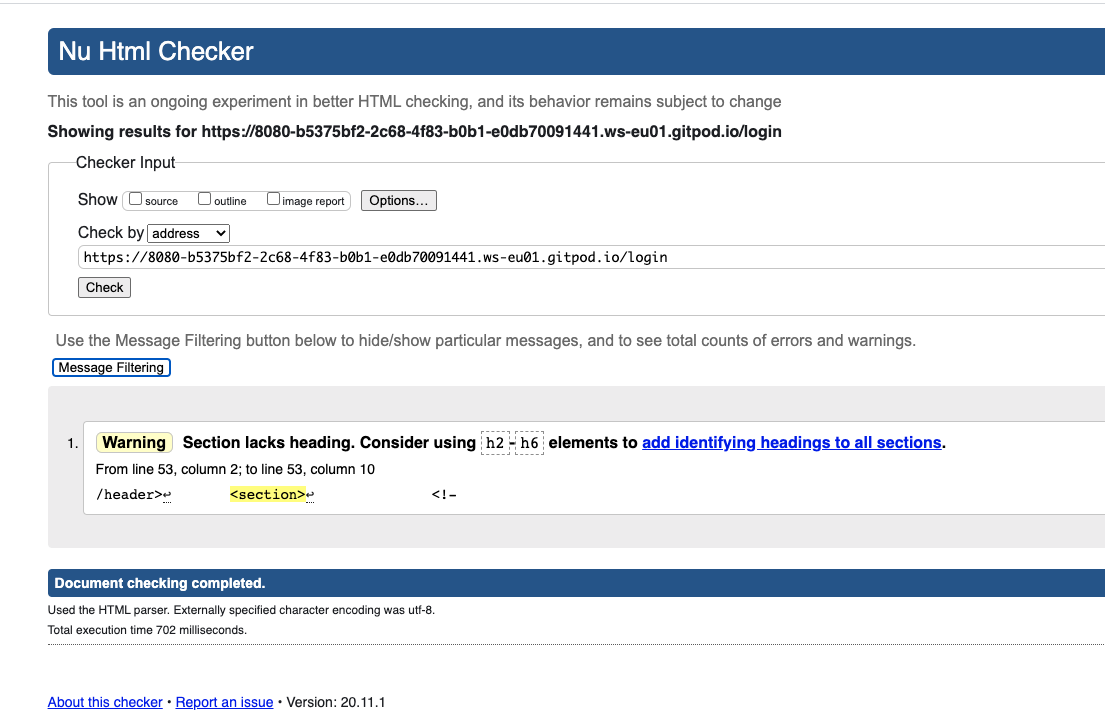 Nu Html Checker
This tool is an ongoing experiment in better HTML checking, and its behavior remains subject to change
Showing results for https://8080-b5375bf2-2c68-4f83-b0b1-e0db70091441.ws-eu01.gitpod.io/login
Checker Input
Show source outline image report Options...
Check by address
https://8080-b5375bf2-2c68-4f83-b0b1-e0db70091441.ws-eu01.gitpod.io/login
Check
Use the Message Filtering button below to hide/show particular messages, and to see total counts of errors and warnings.
Message Filtering
1. Warning Section lacks heading. Consider using h2-h6 elements to add identifying headings to all sections.
From line 53, column 2; to line 53, column 10
/header>↩ <section>↩ <!–
Document checking completed.
Used the HTML parser. Externally specified character encoding was utf-8.
Total execution time 702 milliseconds.
About this checker • Report an issue • Version: 20.11.1